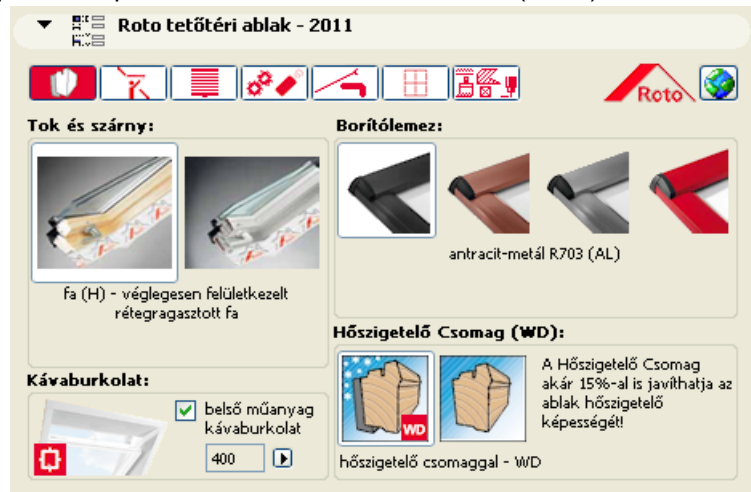 Roto tetőtéri ablak - 2011
Roto
Tok és szárny:
fa (H) - véglegesen felületkezelt
rétegragasztott fa
Borítólemez:
antracit-metál R703 (AL)
Kávaburkolat:
belső műanyag
kávaburkolat
400
Hőszigetelő Csomag (WD):
WD
A Hőszigetelő Csomag
akár 15%-al is javíthatja az
ablak hőszigetelő
képességét!
hőszigetelő csomaggal - WD